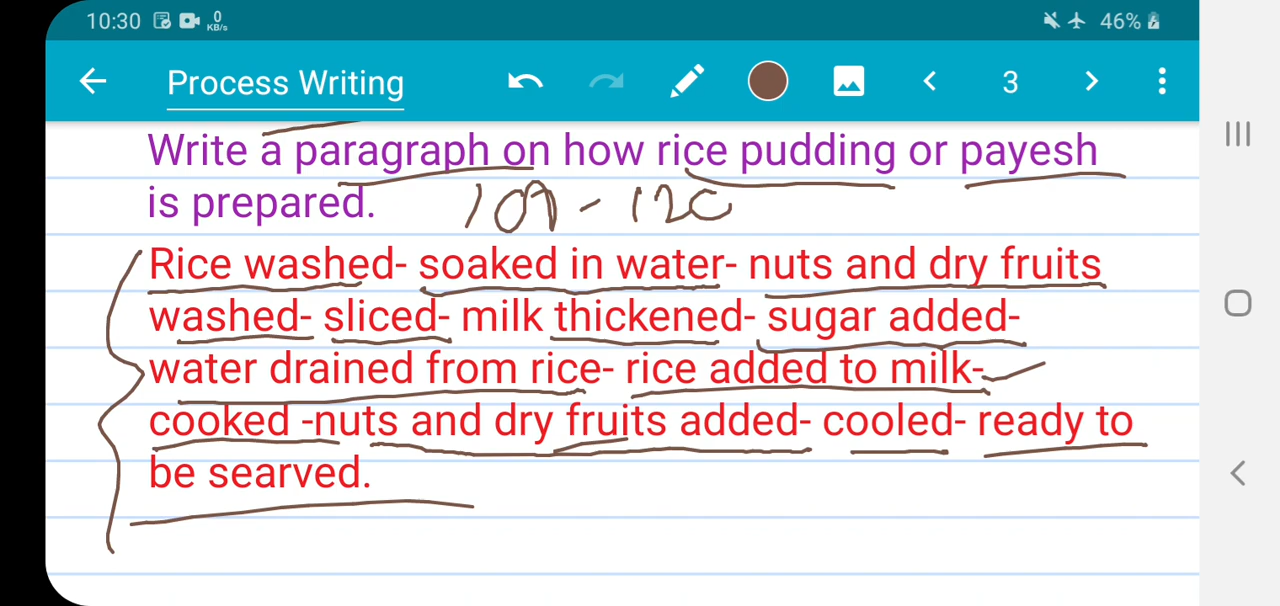 10:30 0 KB/s 46%
Process Writing 3
Write a paragraph on how rice pudding or payesh
is prepared.
Rice washed- soaked in water- nuts and dry fruits
washed- sliced- milk thickened- sugar added-
water drained from rice- rice added to milk-
cooked -nuts and dry fruits added- cooled- ready to
be searved.